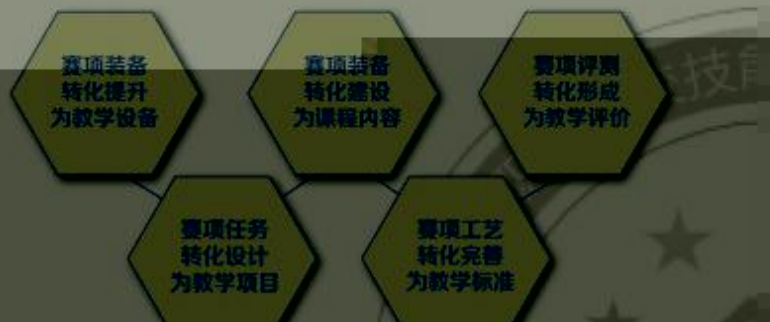 赛项装备
转化提升
为教学设备
赛项装备
转化建设
为课程内容
赛项评测
转化形成
为教学评价
赛项任务
转化设计
为教学项目
赛项工艺
转化完善
为教学标准
技能